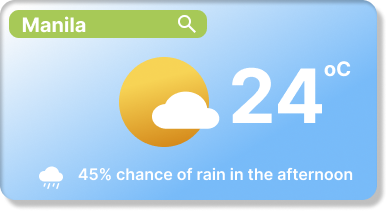 Manila
24
oC
45% chance of rain in the afternoon